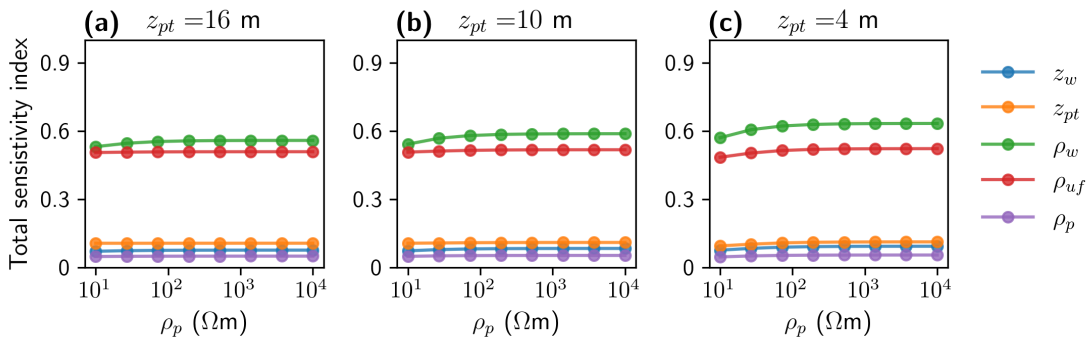 (a) z_pt = 16 m
(b) z_pt = 10 m
(c) z_pt = 4 m
Total sensistivity index
0.9
0.6
0.3
0
0.9
0.6
0.3
0
0.9
0.6
0.3
0
10^1 10^2 10^3 10^4
10^1 10^2 10^3 10^4
10^1 10^2 10^3 10^4
ρ_p (Ωm)
ρ_p (Ωm)
ρ_p (Ωm)
z_w
z_pt
ρ_w
ρ_uf
ρ_p